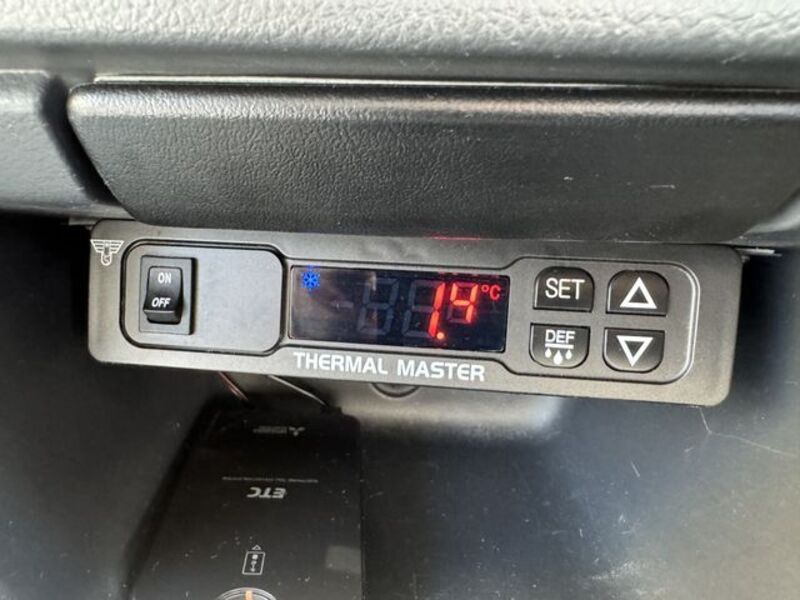 ON
OFF
1.4°C
SET
DEF
THERMAL MASTER
ETC